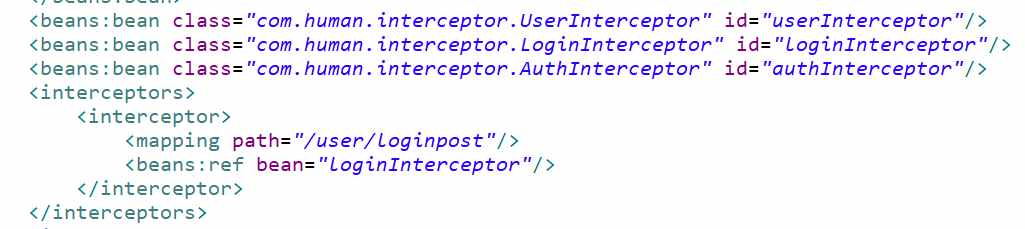 </beans:bean>
<beans:bean class="com.human.interceptor.UserInterceptor" id="userInterceptor"/>
<beans:bean class="com.human.interceptor.LoginInterceptor" id="loginInterceptor"/>
<beans:bean class="com.human.interceptor.AuthInterceptor" id="authInterceptor"/>
<interceptors>
<interceptor>
<mapping path="/user/loginpost"/>
<beans:ref bean="loginInterceptor"/>
</interceptor>
</interceptors>